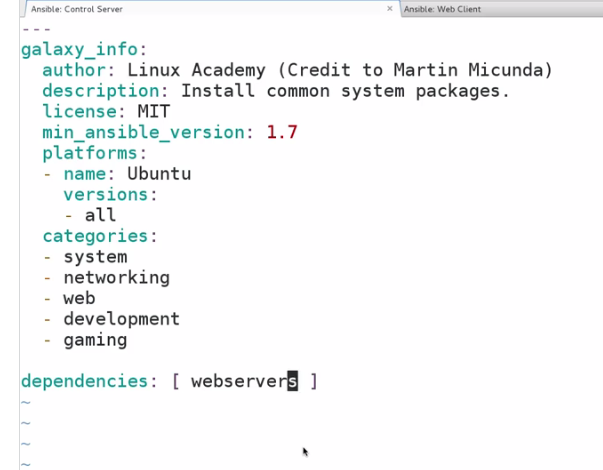 Ansible: Control Server × Ansible: Web Client
---
galaxy_info:
  author: Linux Academy (Credit to Martin Micunda)
  description: Install common system packages.
  license: MIT
  min_ansible_version: 1.7
  platforms:
  - name: Ubuntu
    versions:
    - all
  categories:
  - system
  - networking
  - web
  - development
  - gaming

dependencies: [ webservers ]
~
~
~
~